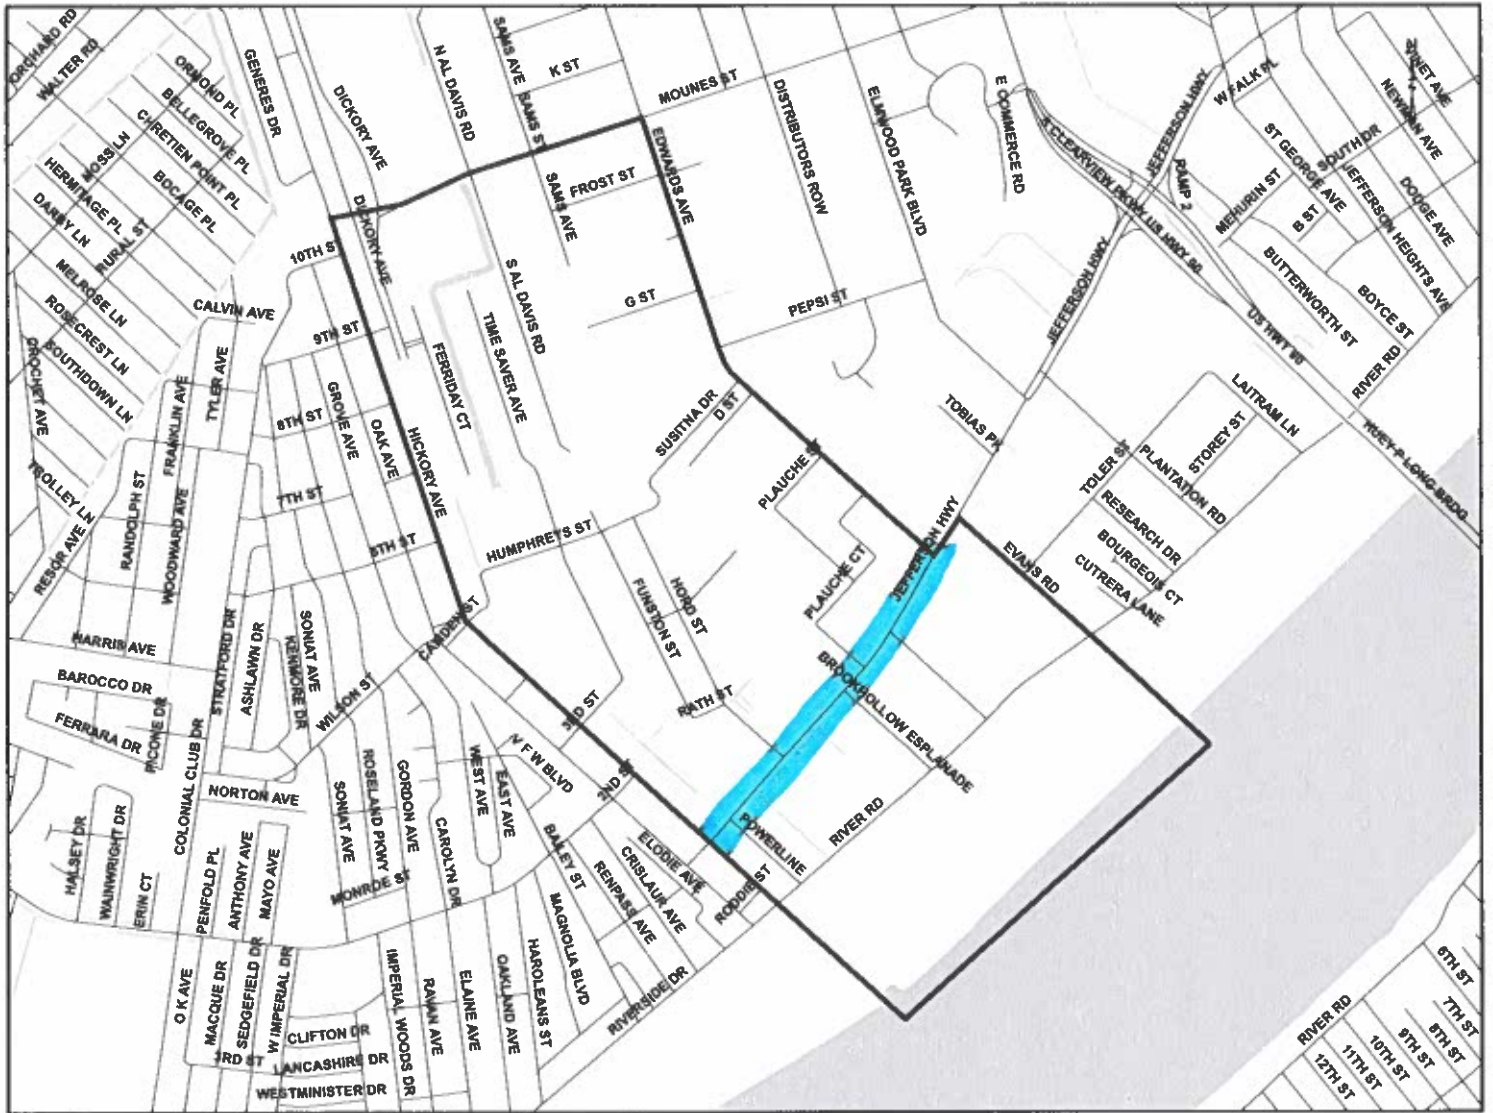 ORCHARD RD
WALTER RD
ORMOND PL
BELLEGROVE PL
CHRETIEN POINT PL
MOSS LN
HERMITAGE PL
BOCAGE PL
DARBY LN
RURAL ST
MELROSE LN
ROSECREST LN
SOUTHDOWN LN
CROCHET AVE
TROLLEY LN
RESOR AVE
GENERES DR
DICKORY AVE
N AL DAVIS RD
SAMS AVE
K ST
SAMS ST
MOUNES ST
DISTRIBUTORS ROW
ELMWOOD PARK BLVD
E COMMERCE RD
S CLEARVIEW PKWY
US HWY 90
JEFFERSON HWY
RAMP 2
W FALK PL
ST GEORGE AVE
SOUTH DR
NEWMAN AVE
DODGE AVE
JEFFERSON HEIGHTS AVE
MEHURIN ST
B ST
BUTTERWORTH ST
BOYCE ST
US HWY 90
RIVER RD
HUEY P LONG BRDG
EDWARDS AVE
FROST ST
SAMS AVE
10TH ST
DICKORY AVE
S AL DAVIS RD
G ST
PEPSI ST
JEFFERSON HWY
CALVIN AVE
9TH ST
TYLER AVE
FRANKLIN AVE
8TH ST
GROVE AVE
OAK AVE
HICKORY AVE
FERRIDAY CT
TIME SAVER AVE
SUSITNA DR
D ST
PLAUCHE ST
TOBIAS PK
LAITRAM LN
STOREY ST
PLANTATION RD
TOLER ST
RESEARCH DR
BOURGEOIS CT
CUTRERA LANE
EVANS RD
JEFFERSON HWY
RANDOLPH ST
WOODWARD AVE
7TH ST
HUMPHREYS ST
FUNSTON ST
HORD ST
PLAUCHE CT
JEFFERSON HWY
BROOKHOLLOW ESPLANADE
RATH ST
HARRIS AVE
BAROCCO DR
FERRARA DR
PICONE DR
STRATFORD DR
ASHLAWN DR
SONIAT AVE
KENMORE DR
WILSON ST
CAMDEN ST
COLONIAL CLUB DR
NORTON AVE
SONIAT AVE
ROSELAND PKWY
GORDON AVE
CAROLYN DR
WEST AVE
EAST AVE
V F W BLVD
2ND ST
POWERLINE
RIVER RD
HALSEY DR
WAINWRIGHT DR
ERIN CT
PENFOLD PL
ANTHONY AVE
MAYO AVE
MONROE ST
BAILEY ST
ELODIE AVE
CRISLAUR AVE
RENPASS AVE
RODDIE ST
MAGNOLIA BLVD
HAROLEANS ST
RIVERSIDE DR
O K AVE
MACQUE DR
SEDGEFIELD DR
W IMPERIAL DR
3RD ST
CLIFTON DR
LANCASHIRE DR
WESTMINISTER DR
IMPERIAL WOODS DR
RAVAN AVE
ELAINE AVE
OAKLAND AVE
RIVER RD
6TH ST
7TH ST
8TH ST
9TH ST
10TH ST
11TH ST
12TH ST